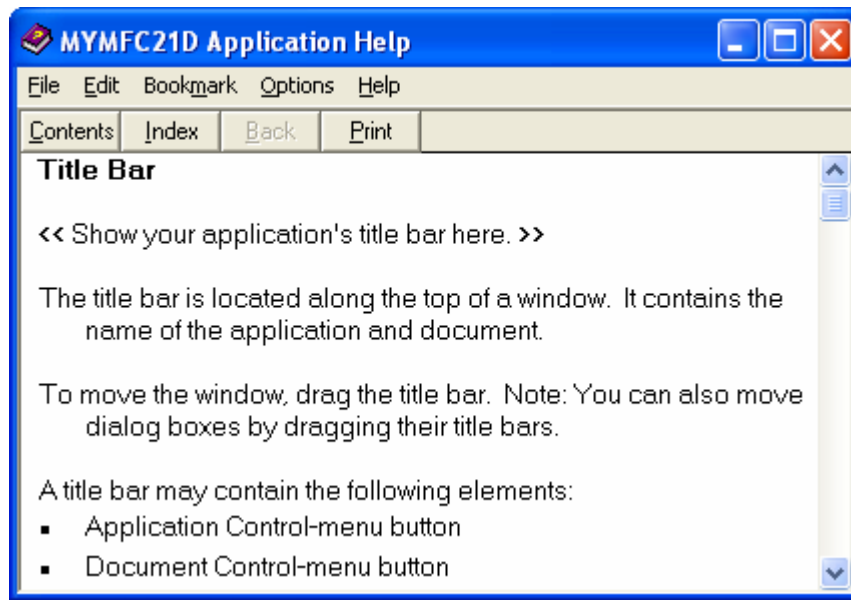 MYMFC21D Application Help
File Edit Bookmark Options Help
Contents Index Back Print
Title Bar
<< Show your application's title bar here. >>
The title bar is located along the top of a window.  It contains the
name of the application and document.
To move the window, drag the title bar.  Note: You can also move
dialog boxes by dragging their title bars.
A title bar may contain the following elements:
▪ Application Control-menu button
▪ Document Control-menu button